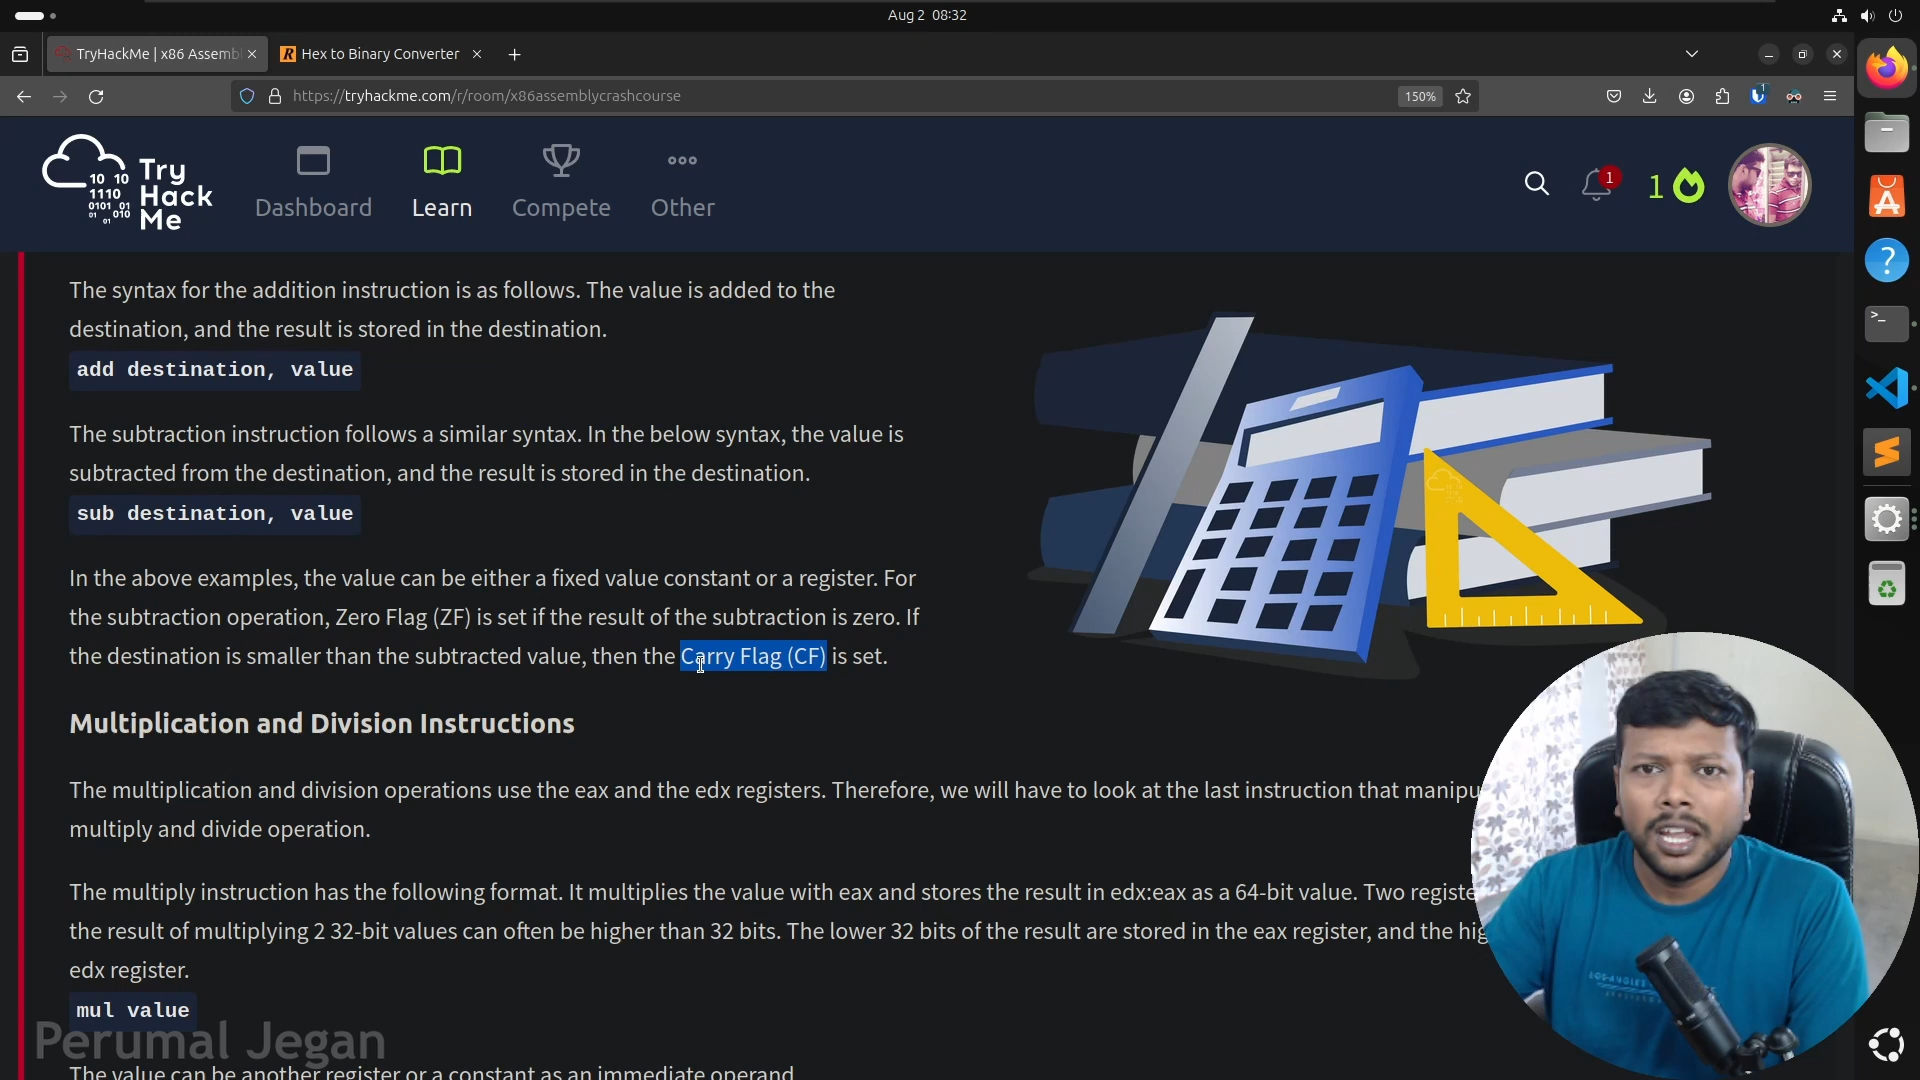 Aug 2 08:32
TryHackMe | x86 Assemb
Hex to Binary Converter
https://tryhackme.com/r/room/x86assemblycrashcourse
150%
1
10 10
1110
0101 01
01 010
Try
Hack
Me
Dashboard
Learn
Compete
Other
1
1
The syntax for the addition instruction is as follows. The value is added to the
destination, and the result is stored in the destination.
add destination, value
The subtraction instruction follows a similar syntax. In the below syntax, the value is
subtracted from the destination, and the result is stored in the destination.
sub destination, value
In the above examples, the value can be either a fixed value constant or a register. For
the subtraction operation, Zero Flag (ZF) is set if the result of the subtraction is zero. If
the destination is smaller than the subtracted value, then the Carry Flag (CF) is set.
Multiplication and Division Instructions
The multiplication and division operations use the eax and the edx registers. Therefore, we will have to look at the last instruction that manipu
multiply and divide operation.
The multiply instruction has the following format. It multiplies the value with eax and stores the result in edx:eax as a 64-bit value. Two registe
the result of multiplying 2 32-bit values can often be higher than 32 bits. The lower 32 bits of the result are stored in the eax register, and the hig
edx register.
mul value
Perumal Jegan
The value can be another register or a constant as an immediate operand